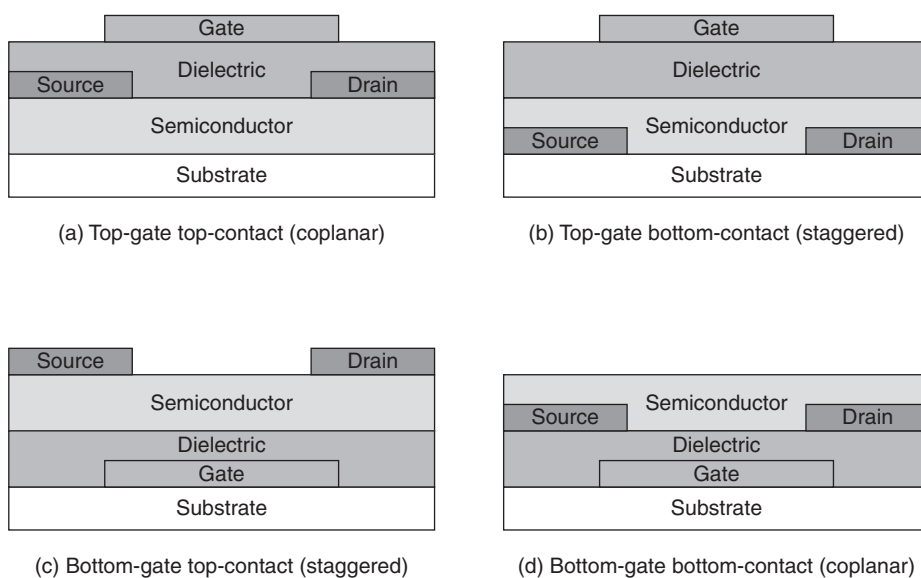 Gate
Dielectric
Source
Drain
Semiconductor
Substrate
(a) Top-gate top-contact (coplanar)
Gate
Dielectric
Semiconductor
Source
Drain
Substrate
(b) Top-gate bottom-contact (staggered)
Source
Drain
Semiconductor
Dielectric
Gate
Substrate
(c) Bottom-gate top-contact (staggered)
Semiconductor
Source
Drain
Dielectric
Gate
Substrate
(d) Bottom-gate bottom-contact (coplanar)